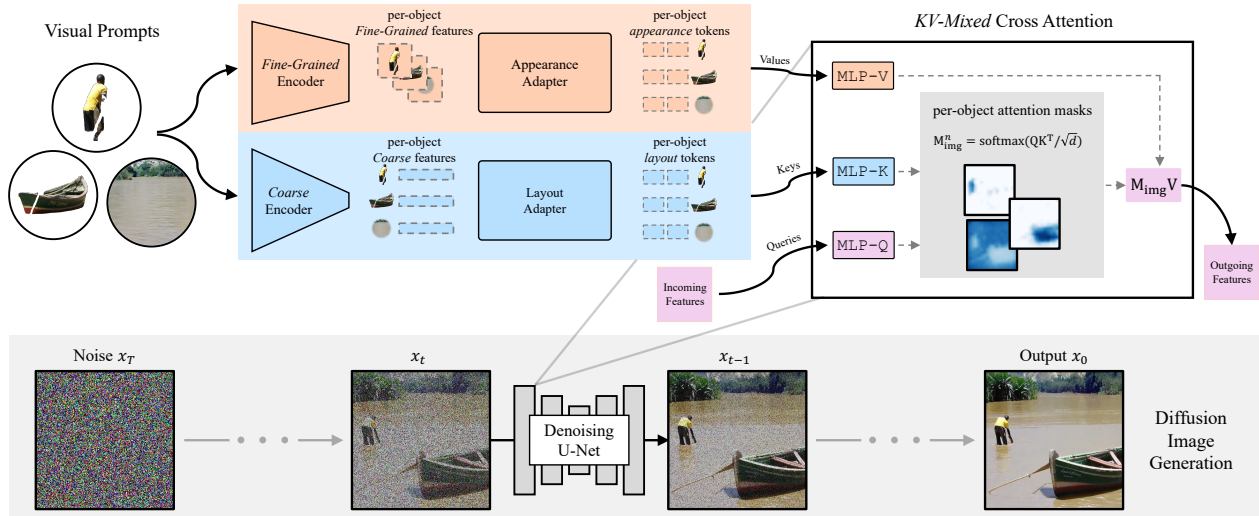 Visual Prompts
Fine-Grained
Encoder
per-object
Fine-Grained features
Appearance
Adapter
per-object
appearance tokens
Coarse
Encoder
per-object
Coarse features
Layout
Adapter
per-object
layout tokens
KV-Mixed Cross Attention
Values
MLP-V
Keys
MLP-K
Queries
MLP-Q
per-object attention masks
M_img^n = softmax(QK^T/√d)
M_img V
Incoming
Features
Outgoing
Features
Noise x_T
x_t
Denoising
U-Net
x_{t-1}
Output x_0
Diffusion
Image
Generation